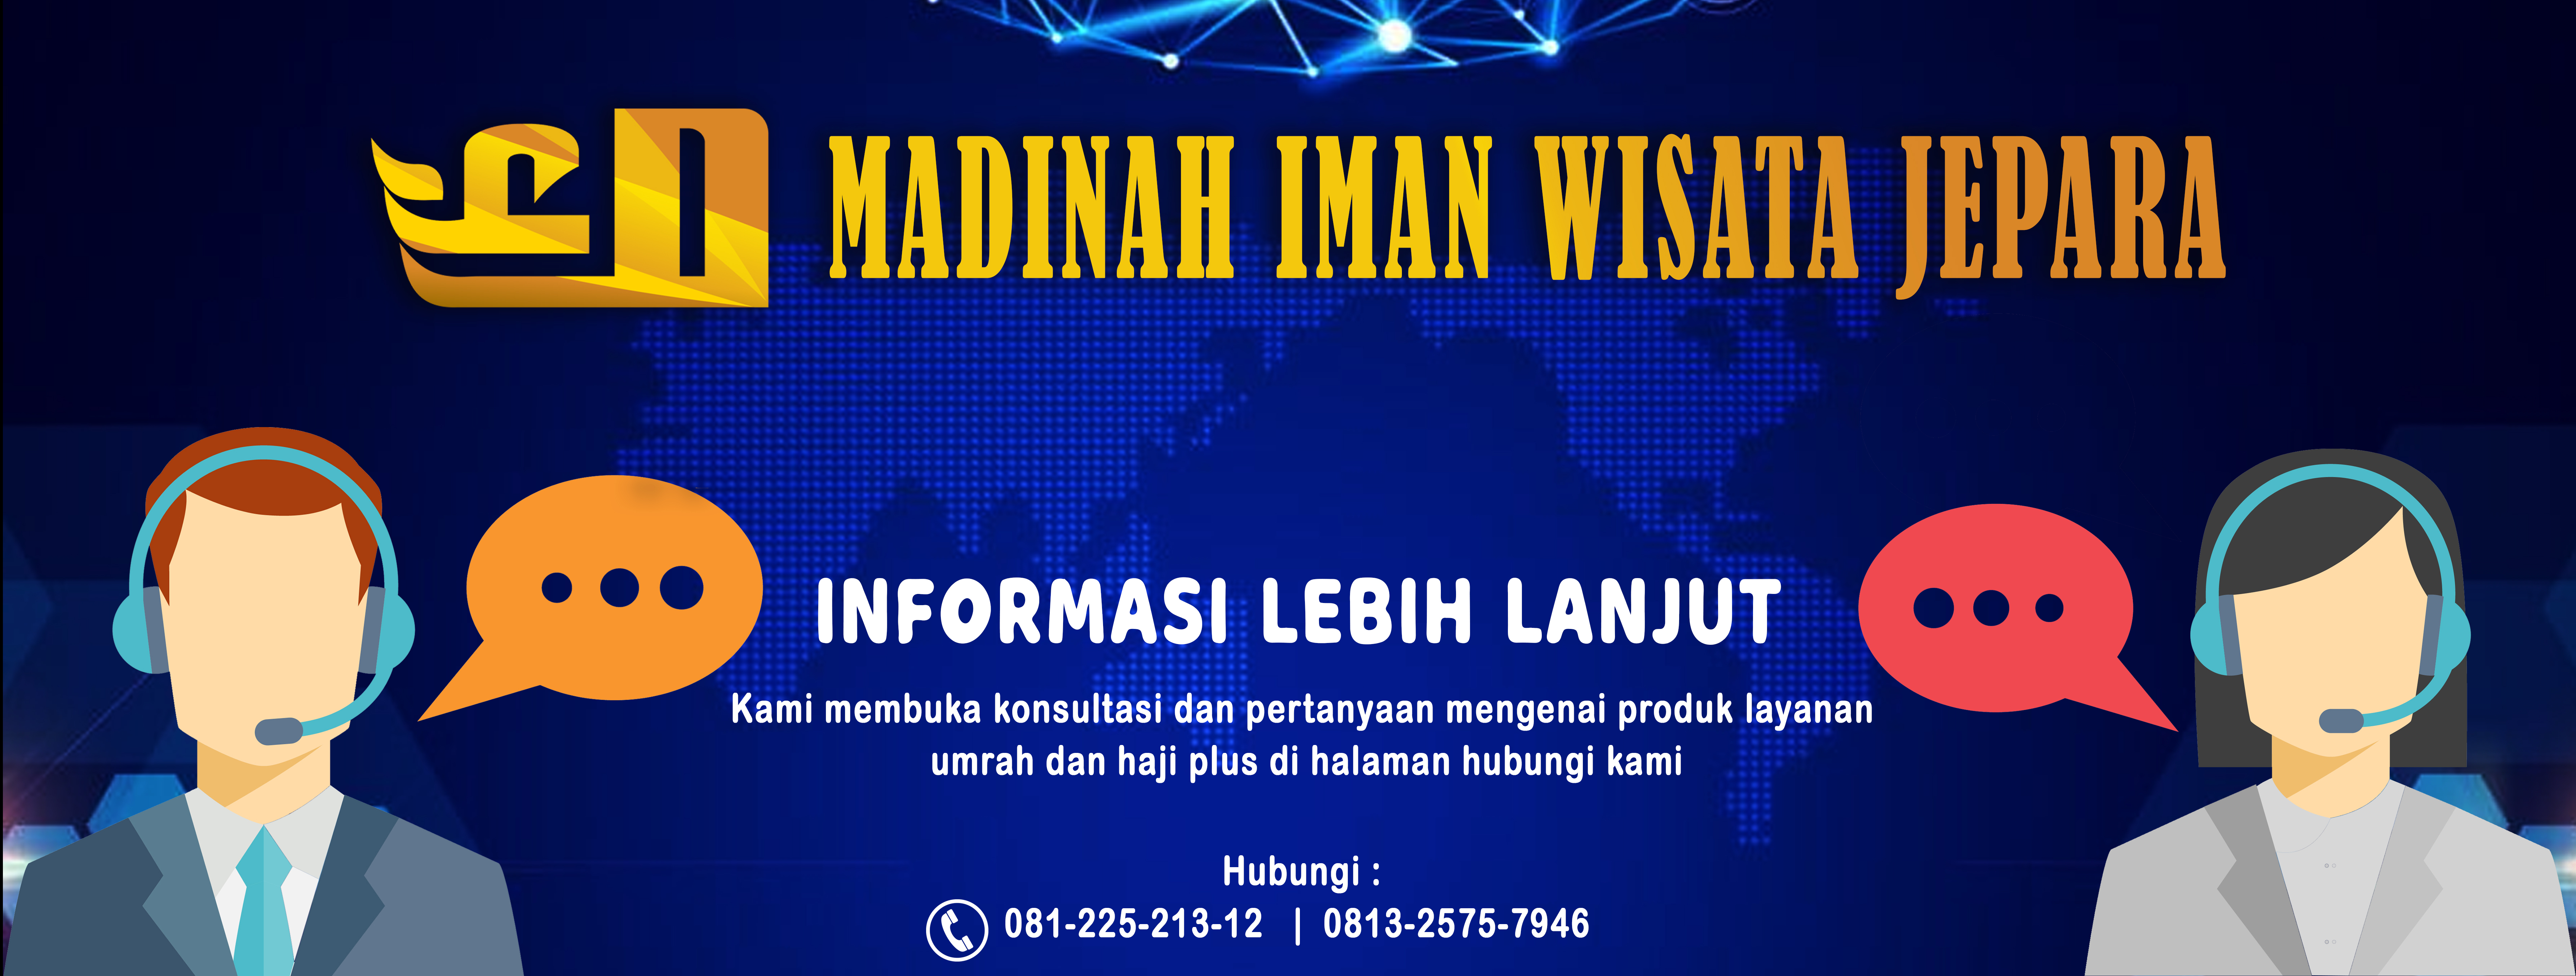 MADINAH IMAN WISATA JEPARA
INFORMASI LEBIH LANJUT
Kami membuka konsultasi dan pertanyaan mengenai produk layanan
umrah dan haji plus di halaman hubungi kami
Hubungi :
081-225-213-12 | 0813-2575-7946